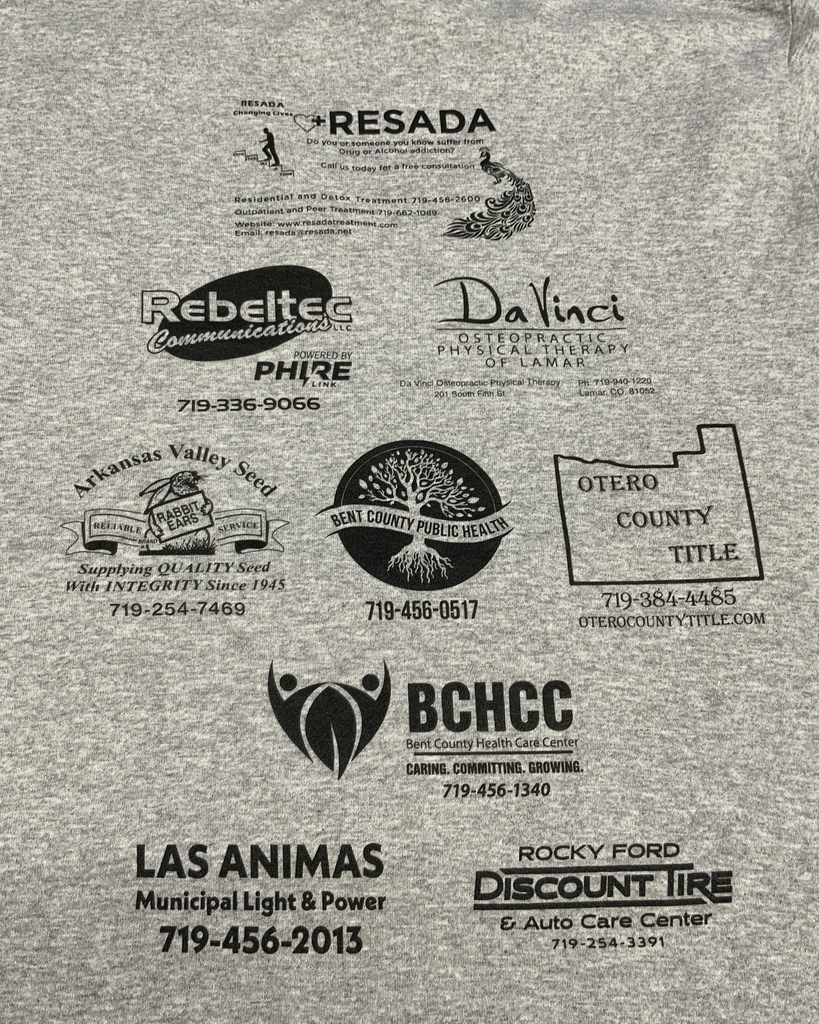 RESADA
Changing Lives
+RESADA
Do you or someone you know suffer from
Drug or Alcohol addiction?
Call us today for a free consultation
Residential and Detox Treatment 719-456-2600
Outpatient and Peer Treatment 719-662-1089
Website: www.resadatreatment.com
Email: resada@resada.net
Rebeltec
Communications LLC
POWERED BY
PHIRE
LINK
719-336-9066
Da Vinci
OSTEOPRACTIC
PHYSICAL THERAPY
OF LAMAR
Da Vinci Osteopractic Physical Therapy Ph: 719-940-1220
201 South Fifth St. Lamar, CO. 81052
Arkansas Valley Seed
RELIABLE
RABBIT
EARS
BRAND
SERVICE
Supplying QUALITY Seed
With INTEGRITY Since 1945
719-254-7469
BENT COUNTY PUBLIC HEALTH
719-456-0517
OTERO
COUNTY
TITLE
719-384-4485
OTEROCOUNTYTITLE.COM
BCHCC
Bent County Health Care Center
CARING. COMMITTING. GROWING.
719-456-1340
LAS ANIMAS
Municipal Light & Power
719-456-2013
ROCKY FORD
DISCOUNT TIRE
& Auto Care Center
719-254-3391